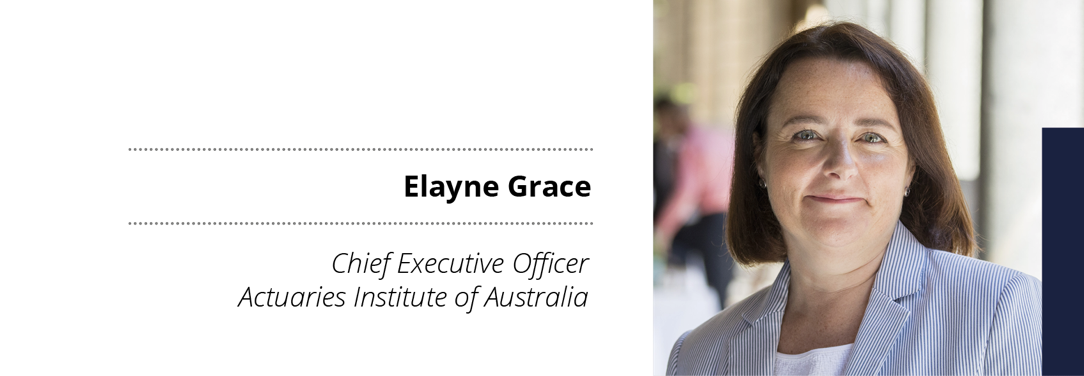 Elayne Grace
Chief Executive Officer
Actuaries Institute of Australia